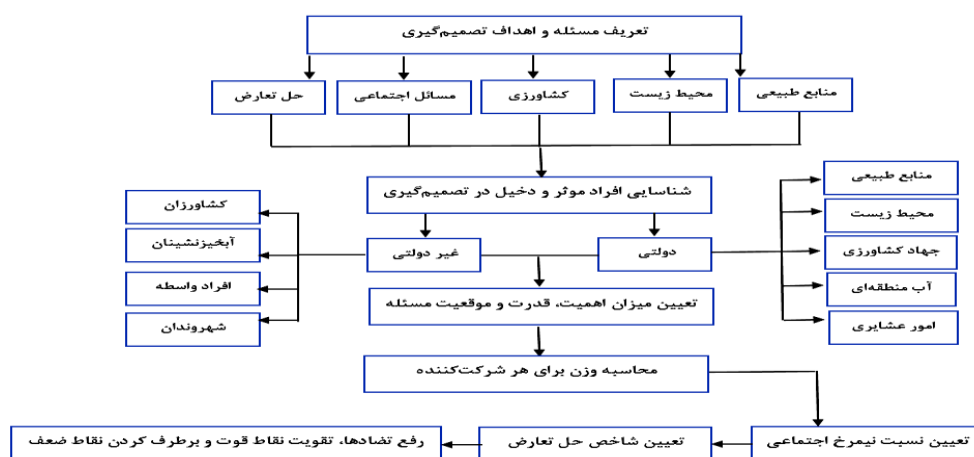 تعریف مسئله و اهداف تصمیم‌گیری
منابع طبیعی
محیط زیست
کشاورزی
مسائل اجتماعی
حل تعارض
شناسایی افراد موثر و دخیل در تصمیم‌گیری
دولتی
غیر دولتی
منابع طبیعی
محیط زیست
جهاد کشاورزی
آب منطقه‌ای
امور عشایری
کشاورزان
آبخیزنشینان
افراد واسطه
شهروندان
تعیین میزان اهمیت، قدرت و موقعیت مسئله
محاسبه وزن برای هر شرکت‌کننده
تعیین نسبت نیمرخ اجتماعی
تعیین شاخص حل تعارض
رفع تضادها، تقویت نقاط قوت و برطرف کردن نقاط ضعف